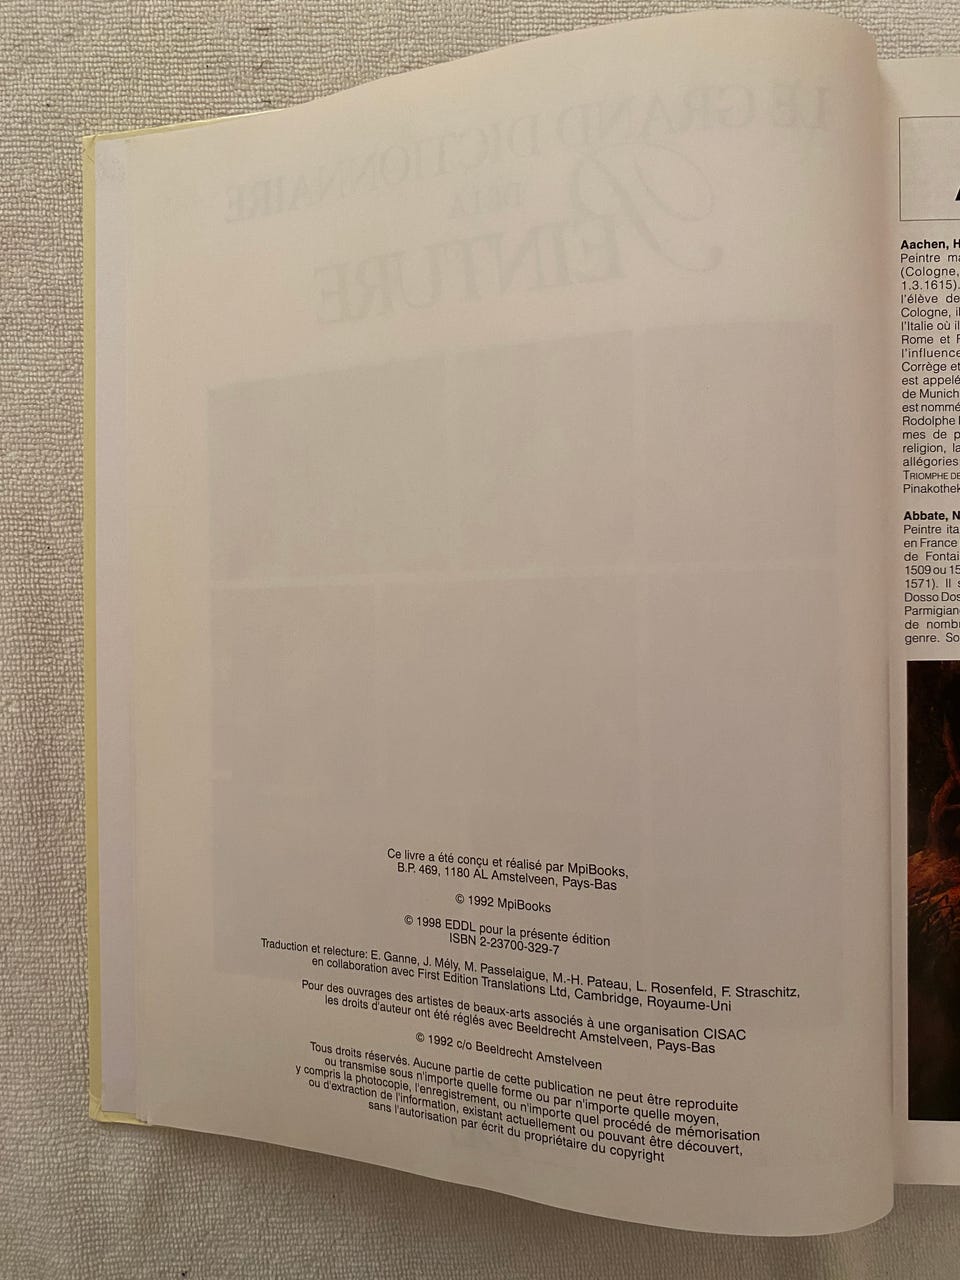 LE GRAND DICTIONNAIRE
DE LA
PEINTURE
Ce livre a été conçu et réalisé par MpiBooks,
B.P. 469, 1180 AL Amstelveen, Pays-Bas
© 1992 MpiBooks
© 1998 EDDL pour la présente édition
ISBN 2-23700-329-7
Traduction et relecture: E. Ganne, J. Mély, M. Passelaigue, M.-H. Pateau, L. Rosenfeld, F. Straschitz,
en collaboration avec First Edition Translations Ltd, Cambridge, Royaume-Uni
Pour des ouvrages des artistes de beaux-arts associés à une organisation CISAC
les droits d'auteur ont été réglés avec Beeldrecht Amstelveen, Pays-Bas
© 1992 c/o Beeldrecht Amstelveen
Tous droits réservés. Aucune partie de cette publication ne peut être reproduite
ou transmise sous n'importe quelle forme ou par n'importe quelle moyen,
y compris la photocopie, l'enregistrement, ou n'importe quel procédé de mémorisation
ou d'extraction de l'information, existant actuellement ou pouvant être découvert,
sans l'autorisation par écrit du propriétaire du copyright
Aachen, H
Peintre ma
(Cologne,
1.3.1615).
l'élève de
Cologne, il
l'Italie où il
Rome et F
l'influence
Corrège et
est appelé
de Munich
est nommé
Rodolphe
mes de p
religion, la
allégories
TRIOMPHE DE
Pinakothek
Abbate, N
Peintre ita
en France
de Fontai
1509 ou 15
1571). Il s
Dosso Dos
Parmigian
de nombr
genre. So